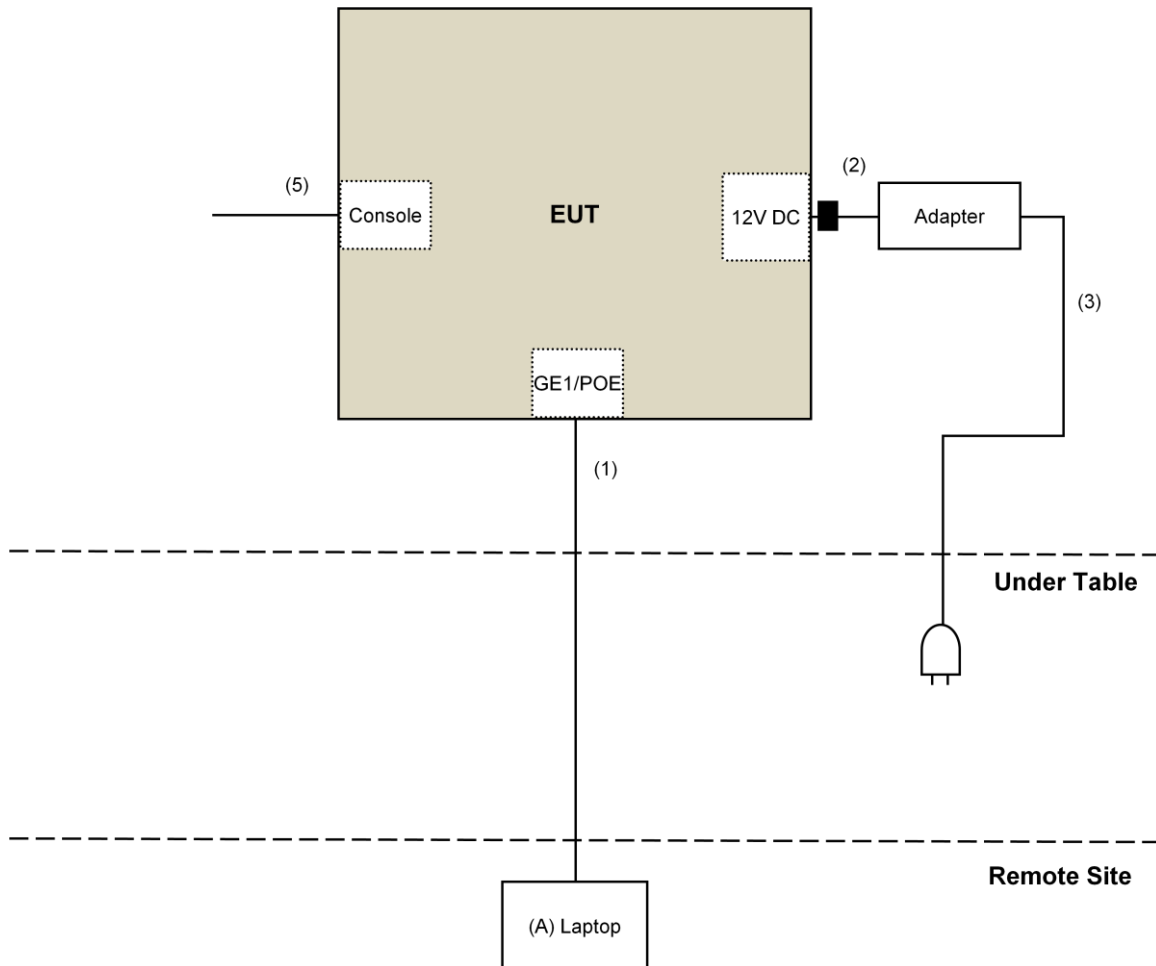 (5)
Console
EUT
12V DC
(2)
Adapter
(3)
GE1/POE
(1)
Under Table
Remote Site
(A) Laptop